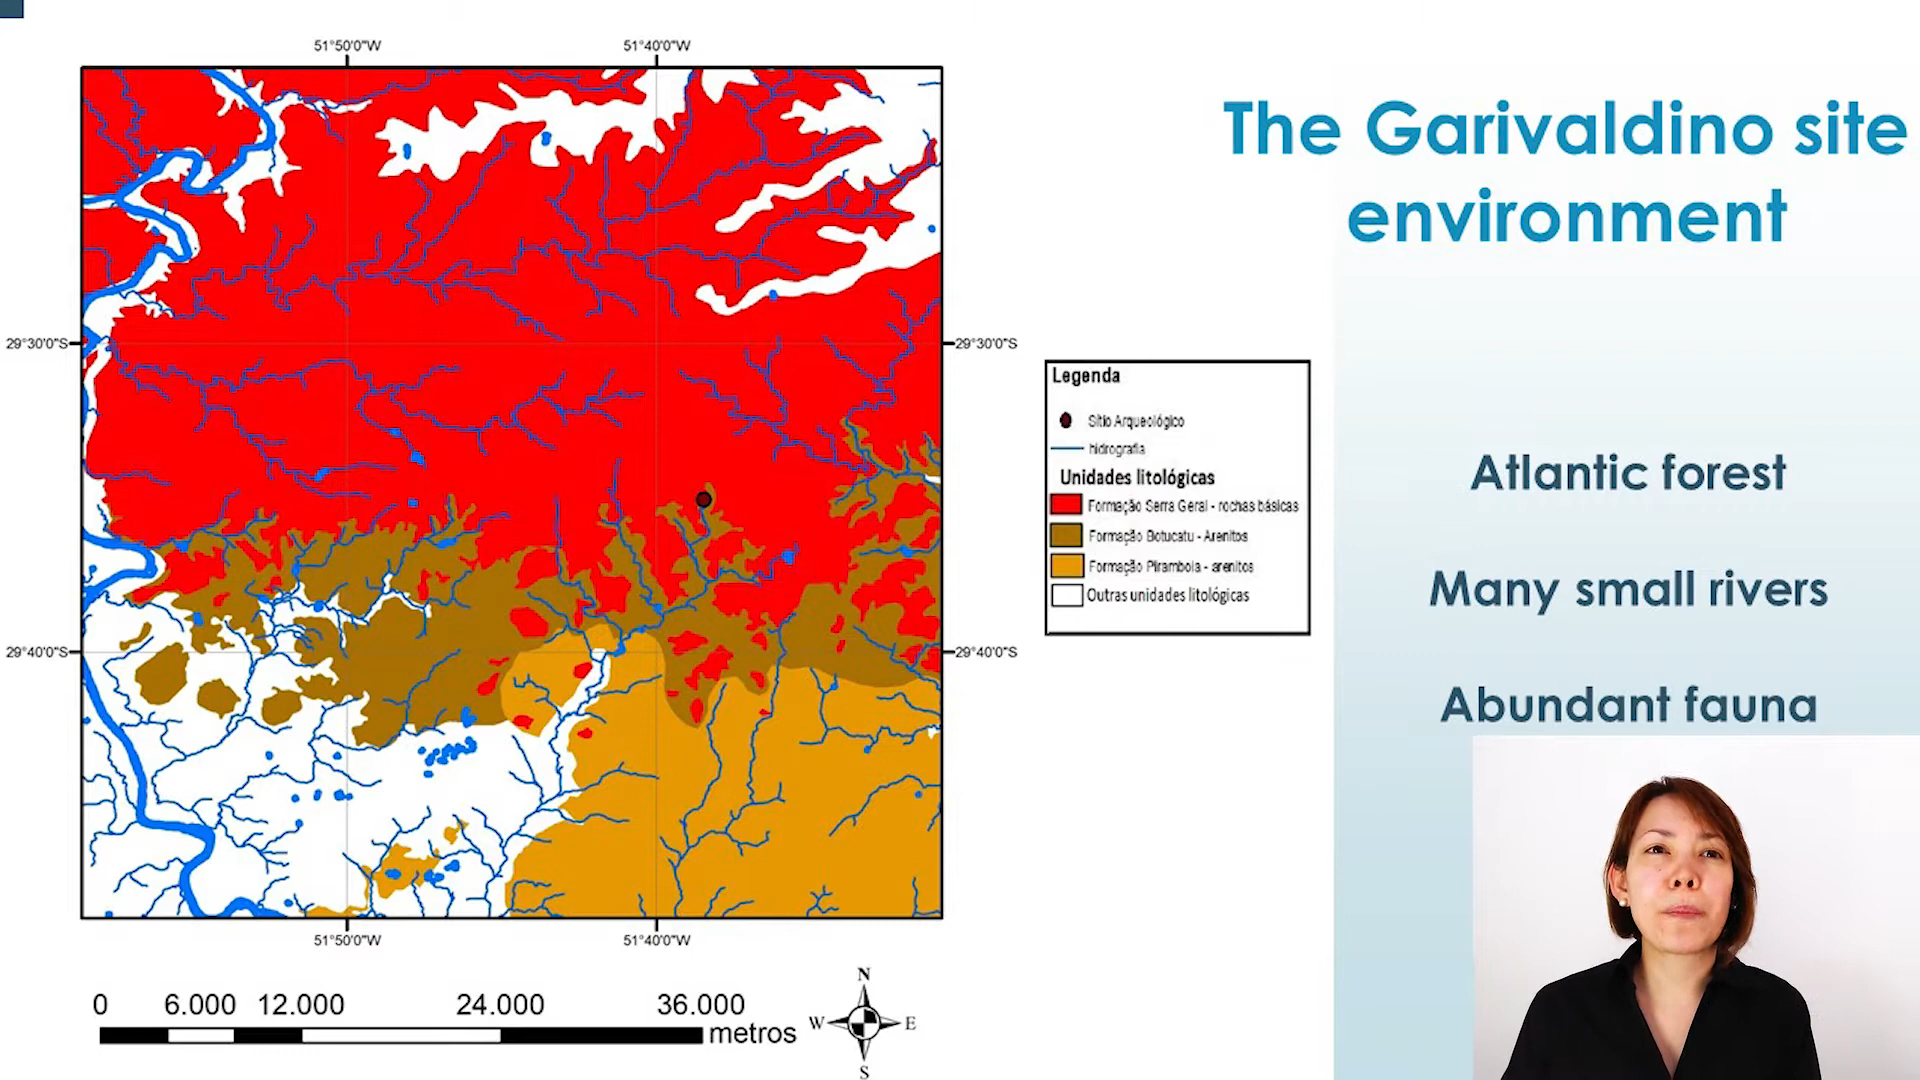 51°50'0"W
51°40'0"W
The Garivaldino site
environment
29°30'0"S
29°30'0"S
Legenda
Sítio Arqueológico
hidrografia
Unidades litológicas
Formação Serra Geral - rochas básicas
Formação Botucatu - Arenitos
Formação Pirambóia - arenitos
Outras unidades litológicas
Atlantic forest
Many small rivers
Abundant fauna
29°40'0"S
29°40'0"S
51°50'0"W
51°40'0"W
0 6.000 12.000 24.000 36.000
metros
N
W E
S